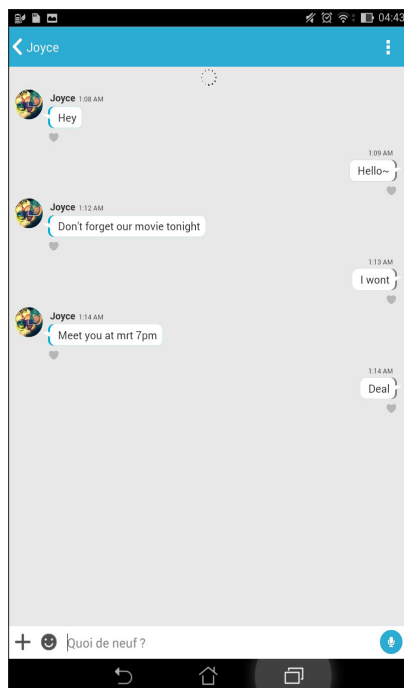 04:43
Joyce
Joyce 1:08 AM
Hey
1:09 AM
Hello~
Joyce 1:12 AM
Don't forget our movie tonight
1:13 AM
I wont
Joyce 1:14 AM
Meet you at mrt 7pm
1:14 AM
Deal
Quoi de neuf ?